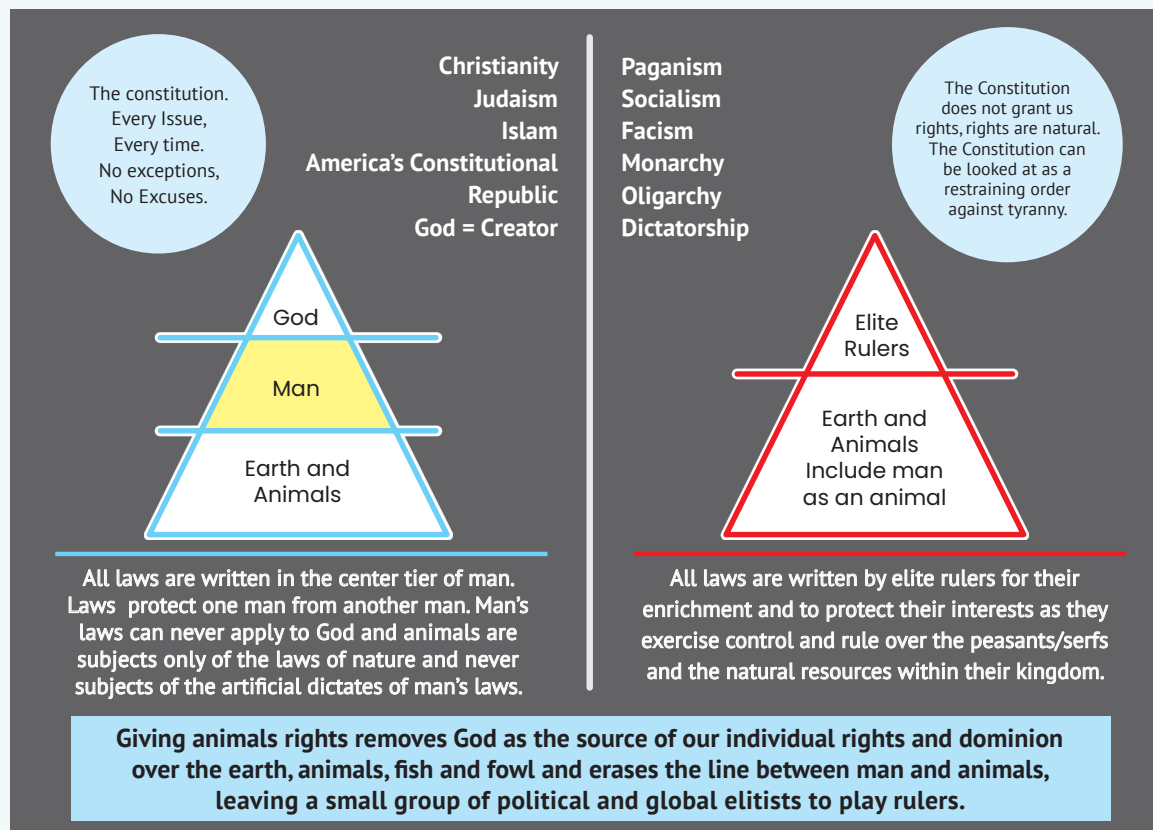 The constitution.
Every Issue,
Every time.
No exceptions,
No Excuses.
Christianity
Judaism
Islam
America's Constitutional
Republic
God = Creator
God
Man
Earth and
Animals
All laws are written in the center tier of man.
Laws  protect one man from another man. Man's
laws can never apply to God and animals are
subjects only of the laws of nature and never
subjects of the artificial dictates of man's laws.
Paganism
Socialism
Facism
Monarchy
Oligarchy
Dictatorship
The Constitution
does not grant us
rights, rights are natural.
The Constitution can
be looked at as a
restraining order
against tyranny.
Elite
Rulers
Earth and
Animals
Include man
as an animal
All laws are written by elite rulers for their
enrichment and to protect their interests as they
exercise control and rule over the peasants/serfs
and the natural resources within their kingdom.
Giving animals rights removes God as the source of our individual rights and dominion
over the earth, animals, fish and fowl and erases the line between man and animals,
leaving a small group of political and global elitists to play rulers.